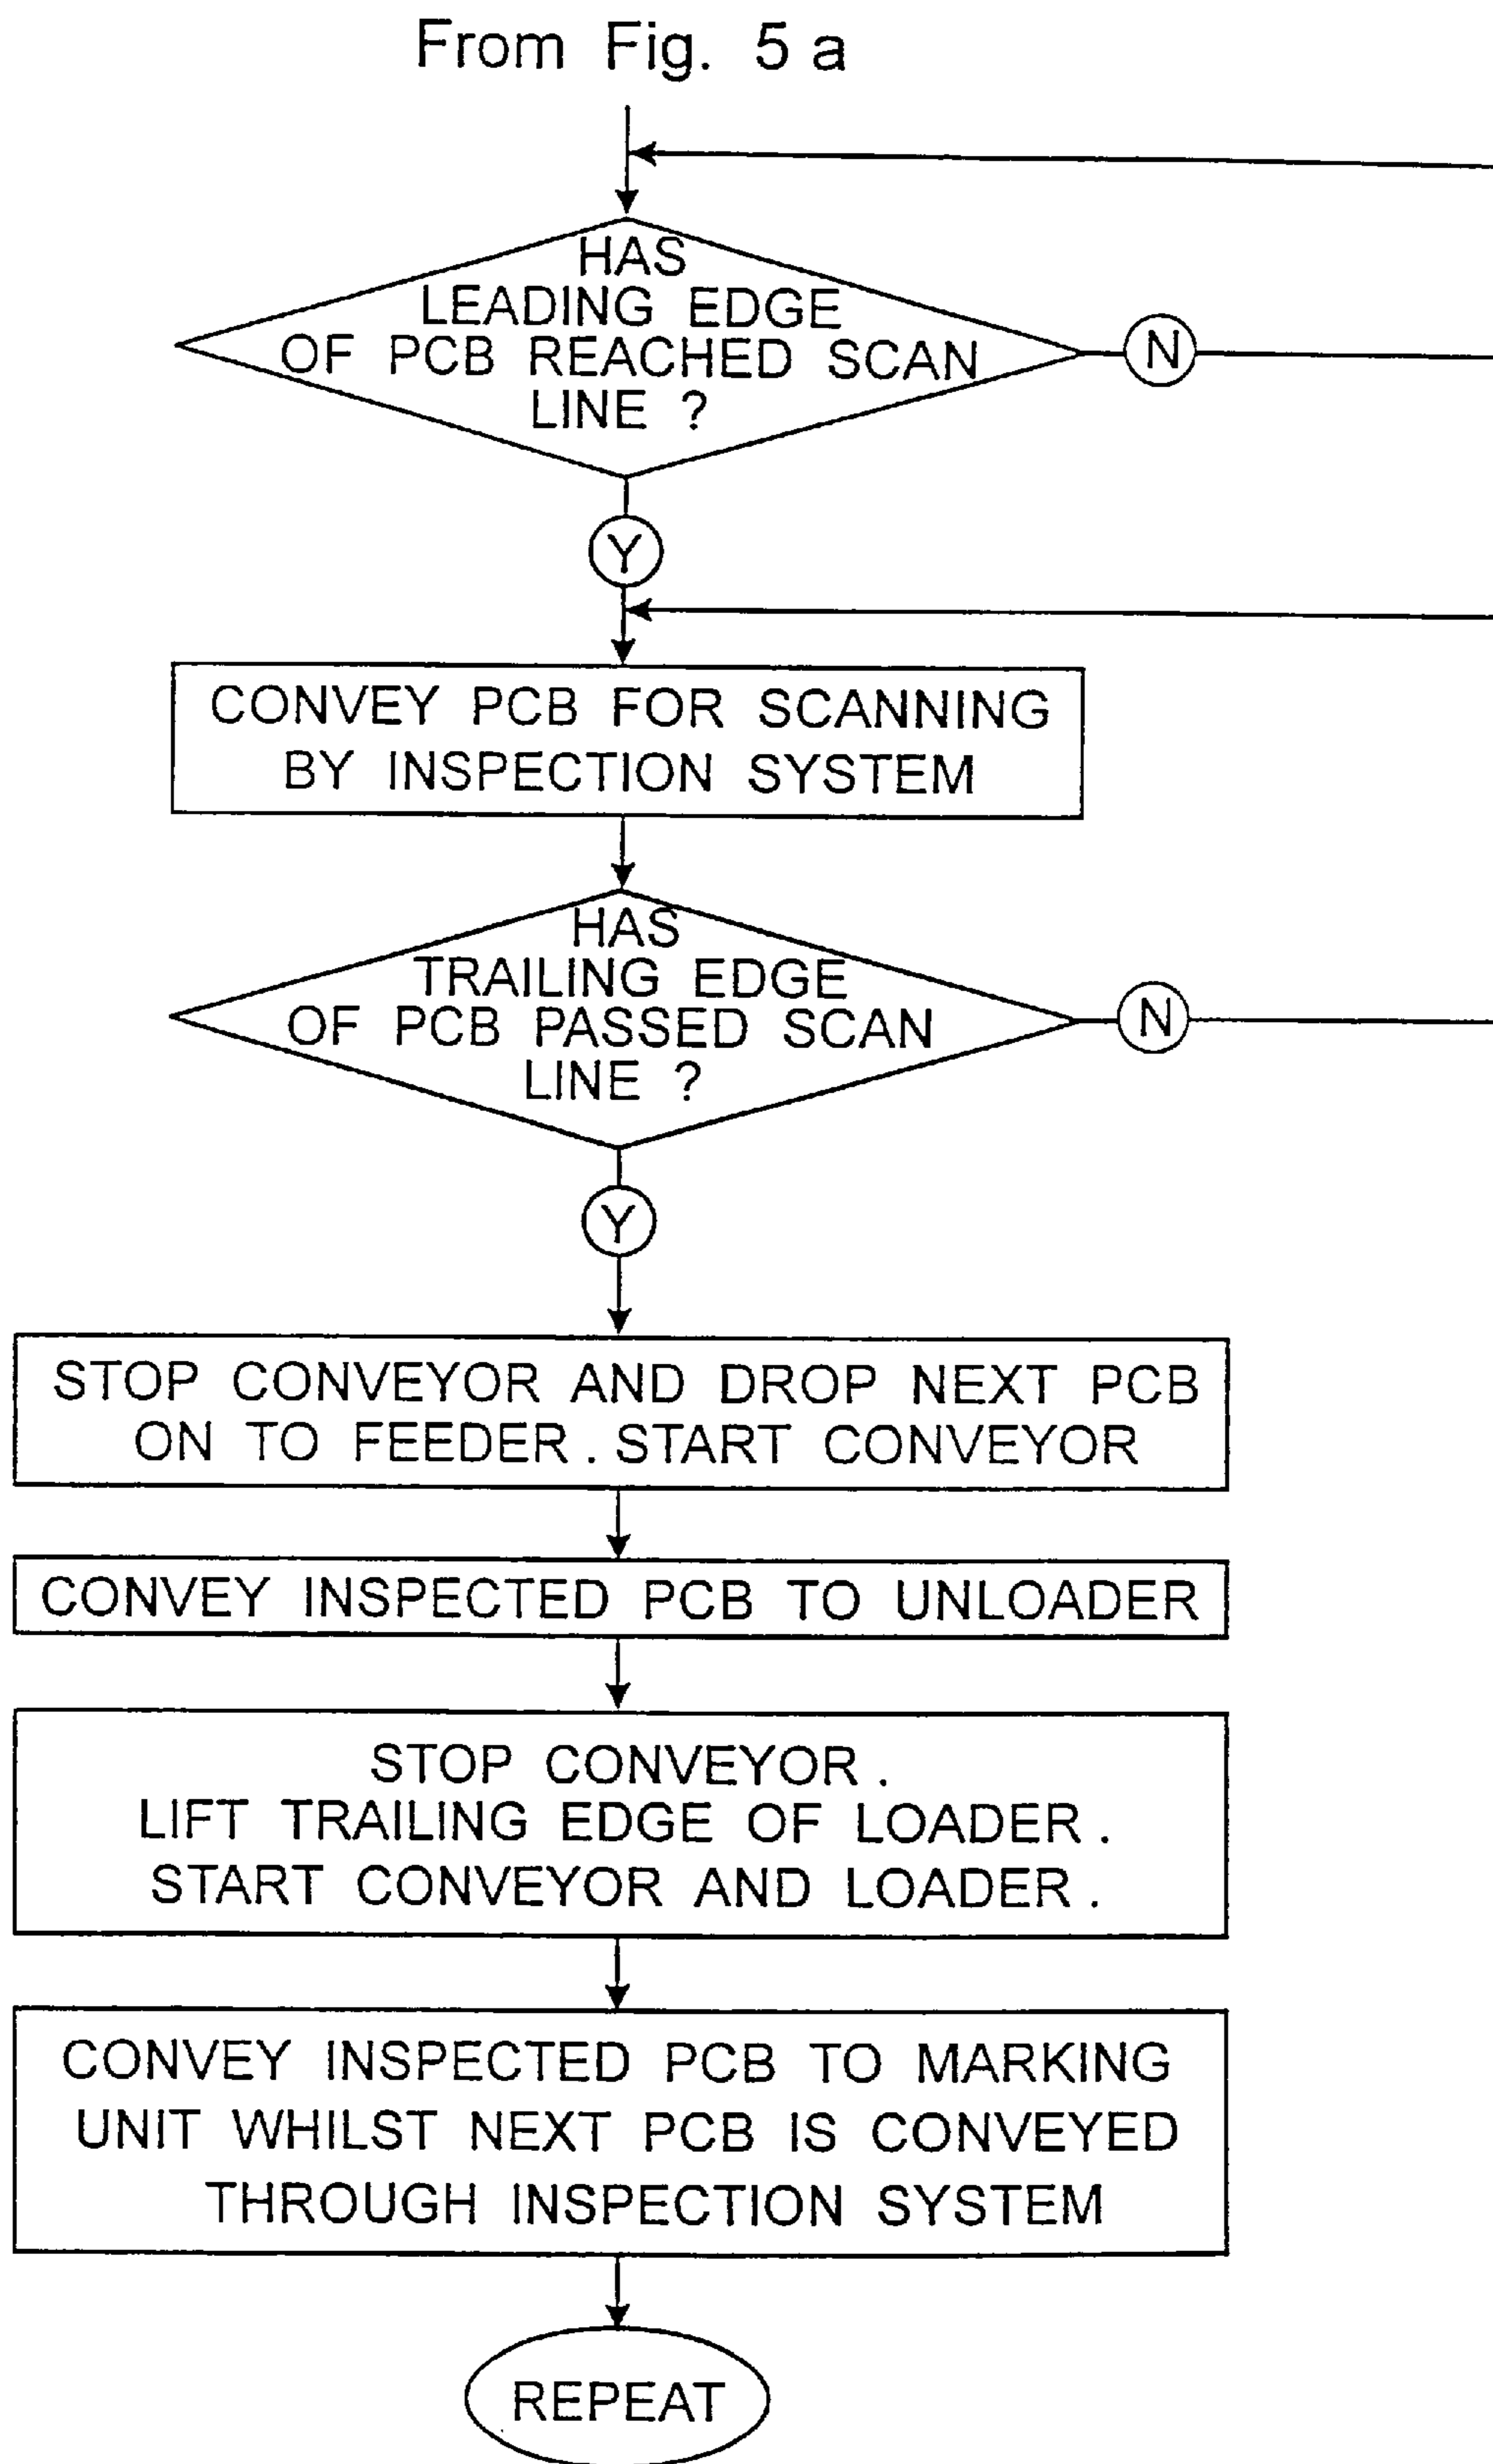 From Fig. 5 a
HAS
LEADING EDGE
OF PCB REACHED SCAN
LINE ?
N
Y
CONVEY PCB FOR SCANNING
BY INSPECTION SYSTEM
HAS
TRAILING EDGE
OF PCB PASSED SCAN
LINE ?
N
Y
STOP CONVEYOR AND DROP NEXT PCB
ON TO FEEDER. START CONVEYOR
CONVEY INSPECTED PCB TO UNLOADER
STOP CONVEYOR.
LIFT TRAILING EDGE OF LOADER.
START CONVEYOR AND LOADER.
CONVEY INSPECTED PCB TO MARKING
UNIT WHILST NEXT PCB IS CONVEYED
THROUGH INSPECTION SYSTEM
REPEAT